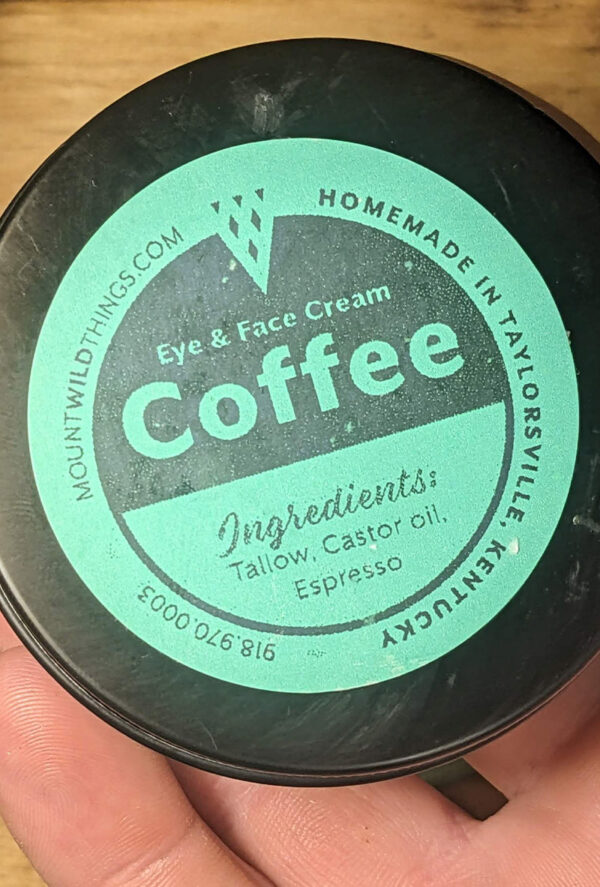 MOUNTWILDTHINGS.COM
HOMEMADE IN TAYLORSVILLE, KENTUCKY
Eye & Face Cream
Coffee
Ingredients:
Tallow, Castor oil,
Espresso
918.970.0003